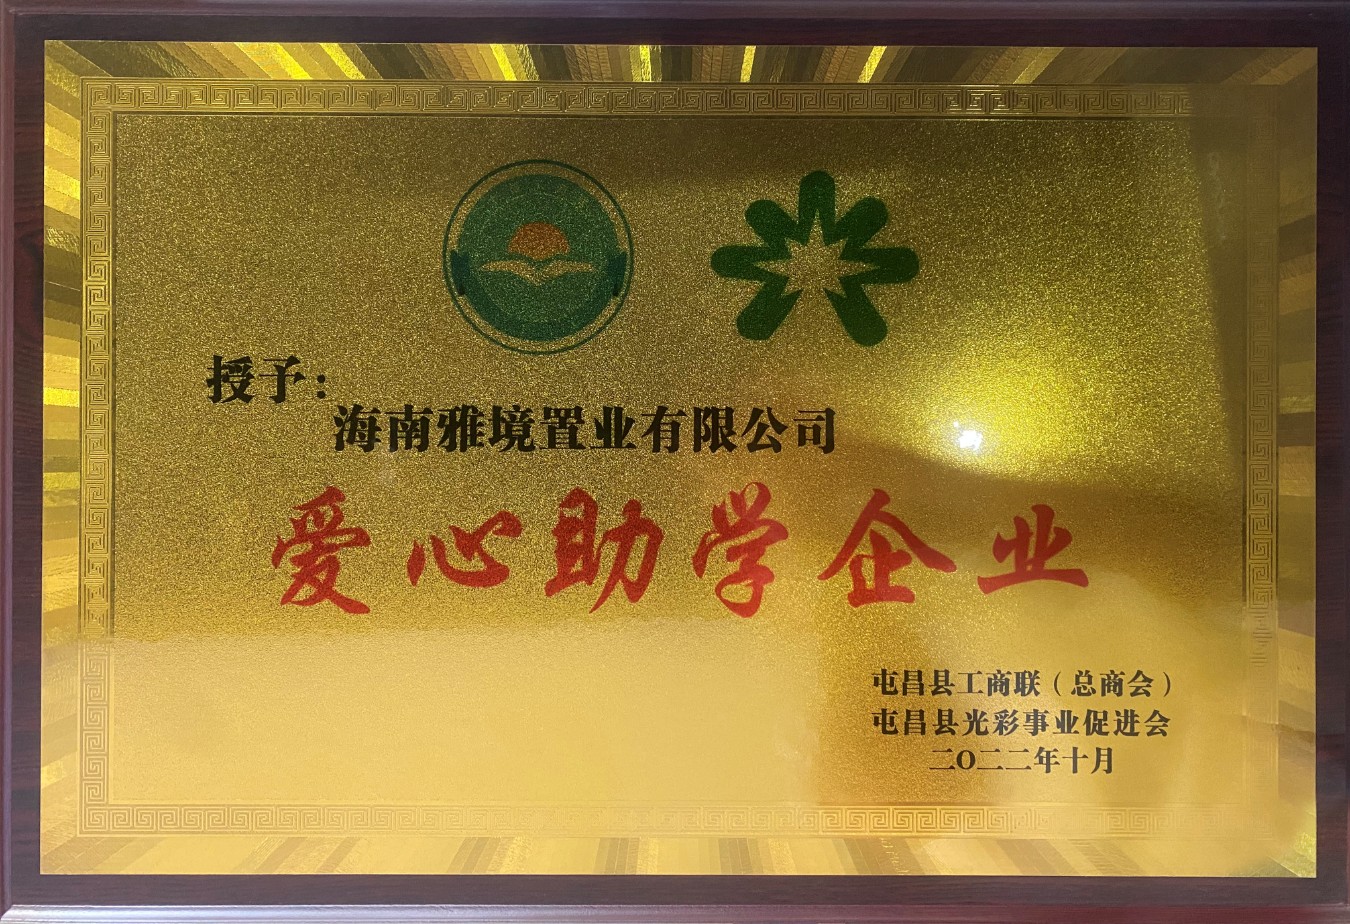 授予：
海南雅境置业有限公司
爱心助学企业
屯昌县工商联（总商会）
屯昌县光彩事业促进会
二O二二年十月